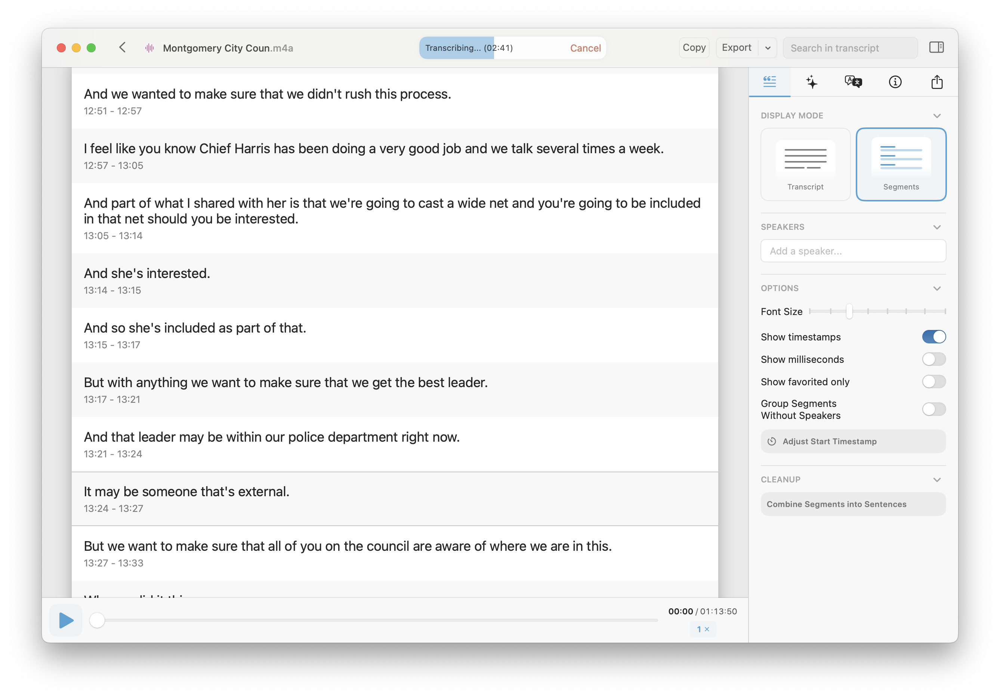 Montgomery City Coun.m4a
Transcribing... (02:41)
Cancel
Copy
Export
Search in transcript
And we wanted to make sure that we didn't rush this process.
12:51 - 12:57
I feel like you know Chief Harris has been doing a very good job and we talk several times a week.
12:57 - 13:05
And part of what I shared with her is that we're going to cast a wide net and you're going to be included
in that net should you be interested.
13:05 - 13:14
And she's interested.
13:14 - 13:15
And so she's included as part of that.
13:15 - 13:17
But with anything we want to make sure that we get the best leader.
13:17 - 13:21
And that leader may be within our police department right now.
13:21 - 13:24
It may be someone that's external.
13:24 - 13:27
But we want to make sure that all of you on the council are aware of where we are in this.
13:27 - 13:33
00:00 / 01:13:50
1 ×
DISPLAY MODE
Transcript
Segments
SPEAKERS
Add a speaker...
OPTIONS
Font Size
Show timestamps
Show milliseconds
Show favorited only
Group Segments
Without Speakers
Adjust Start Timestamp
CLEANUP
Combine Segments into Sentences